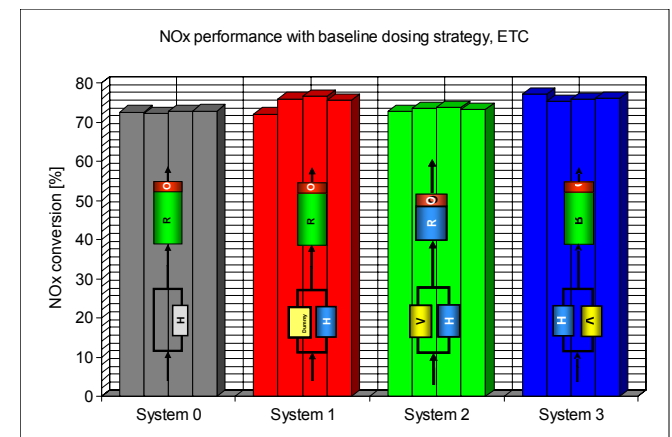 NOx performance with baseline dosing strategy, ETC
NOx conversion [%]
80
70
60
50
40
30
20
10
0
O
R
H
O
R
Dummy
H
O
R
V
H
R
H
V
System 0
System 1
System 2
System 3